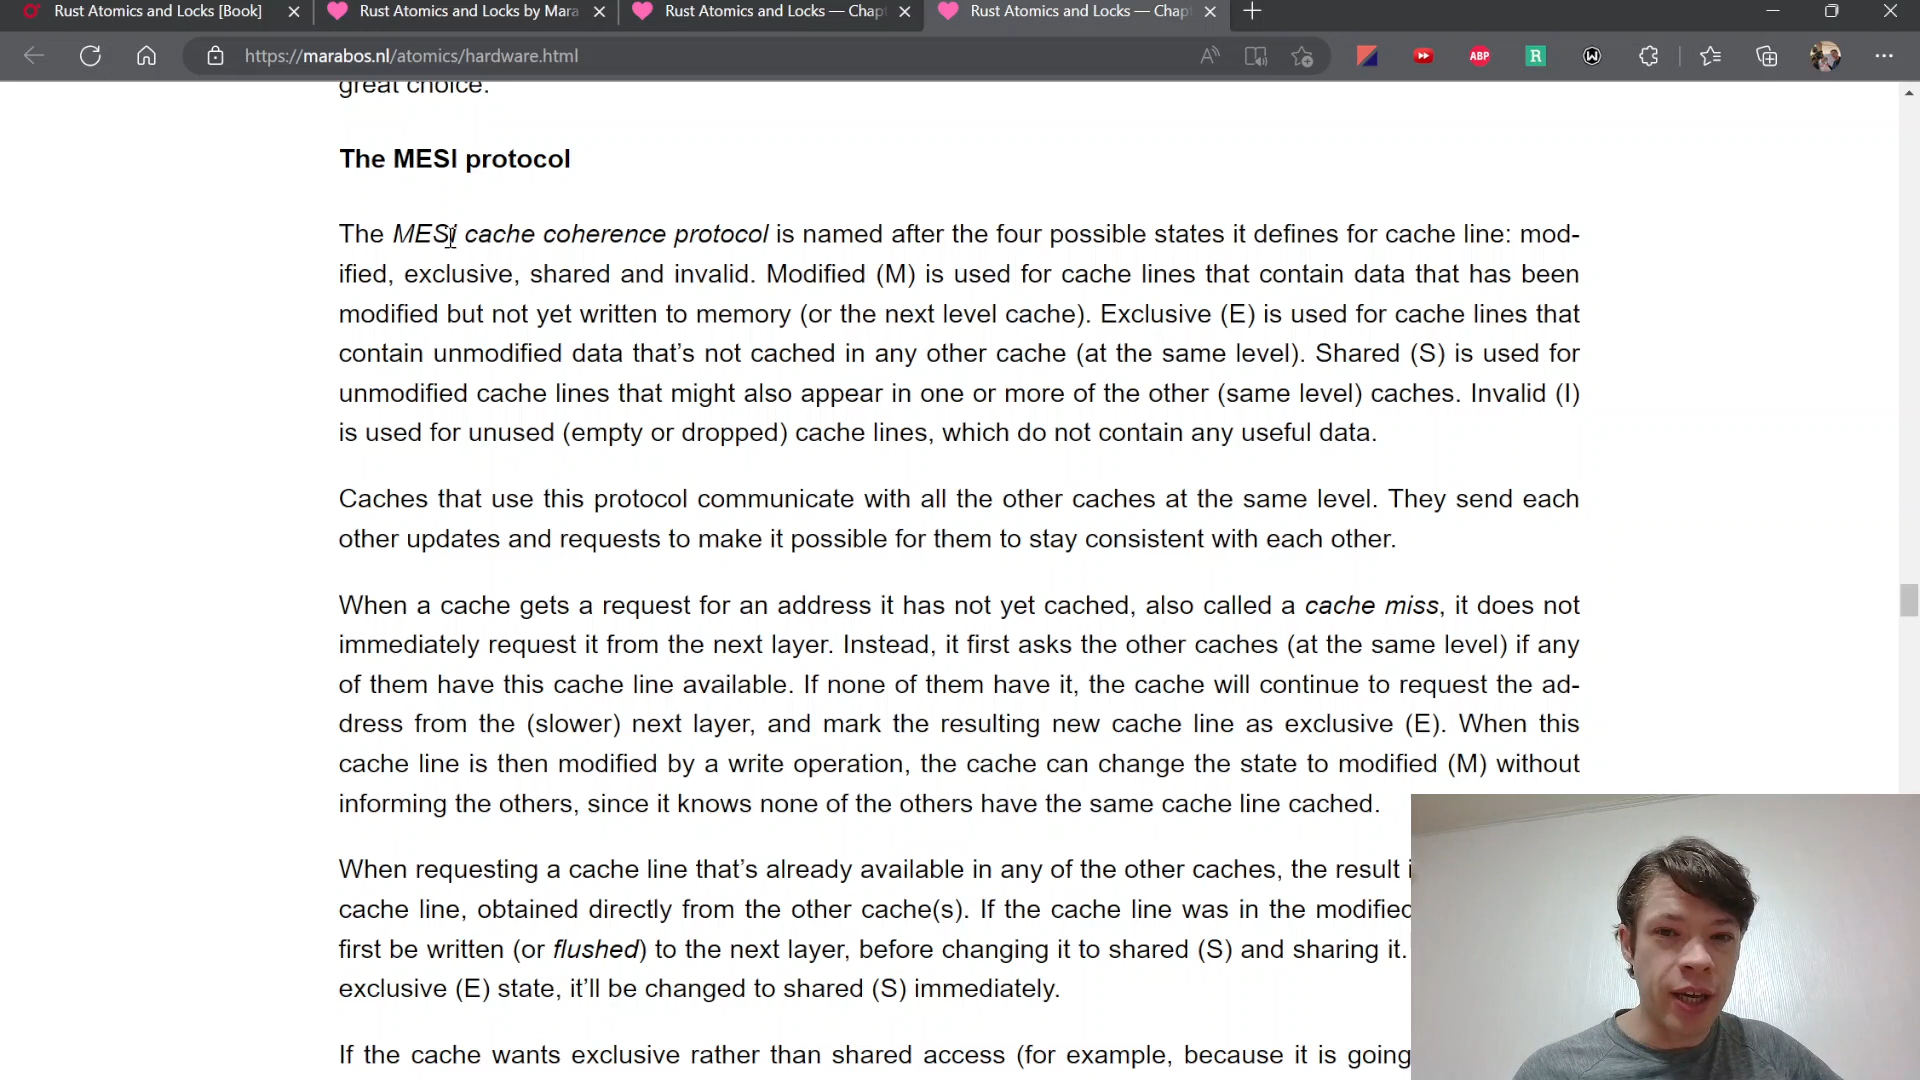 Rust Atomics and Locks [Book]
Rust Atomics and Locks by Mara
Rust Atomics and Locks — Chap
Rust Atomics and Locks — Chap
https://marabos.nl/atomics/hardware.html
ABP
R
great choice.
The MESI protocol
The MESI cache coherence protocol is named after the four possible states it defines for cache line: mod-
ified, exclusive, shared and invalid. Modified (M) is used for cache lines that contain data that has been
modified but not yet written to memory (or the next level cache). Exclusive (E) is used for cache lines that
contain unmodified data that’s not cached in any other cache (at the same level). Shared (S) is used for
unmodified cache lines that might also appear in one or more of the other (same level) caches. Invalid (I)
is used for unused (empty or dropped) cache lines, which do not contain any useful data.
Caches that use this protocol communicate with all the other caches at the same level. They send each
other updates and requests to make it possible for them to stay consistent with each other.
When a cache gets a request for an address it has not yet cached, also called a cache miss, it does not
immediately request it from the next layer. Instead, it first asks the other caches (at the same level) if any
of them have this cache line available. If none of them have it, the cache will continue to request the ad-
dress from the (slower) next layer, and mark the resulting new cache line as exclusive (E). When this
cache line is then modified by a write operation, the cache can change the state to modified (M) without
informing the others, since it knows none of the others have the same cache line cached.
When requesting a cache line that’s already available in any of the other caches, the result i
cache line, obtained directly from the other cache(s). If the cache line was in the modified
first be written (or flushed) to the next layer, before changing it to shared (S) and sharing it.
exclusive (E) state, it’ll be changed to shared (S) immediately.
If the cache wants exclusive rather than shared access (for example, because it is going